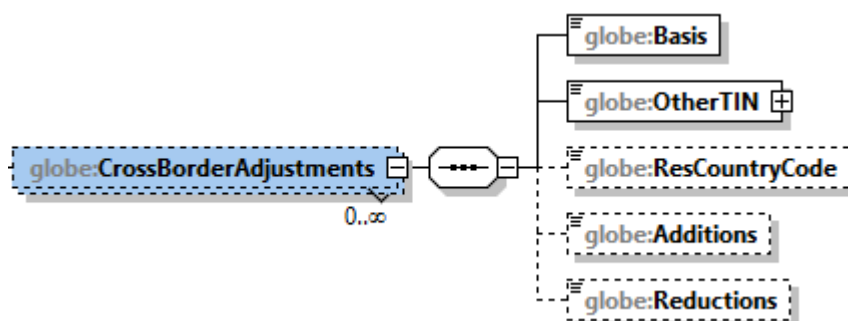 globe:Basis
globe:OtherTIN
globe:CrossBorderAdjustments
globe:ResCountryCode
0..∞
globe:Additions
globe:Reductions